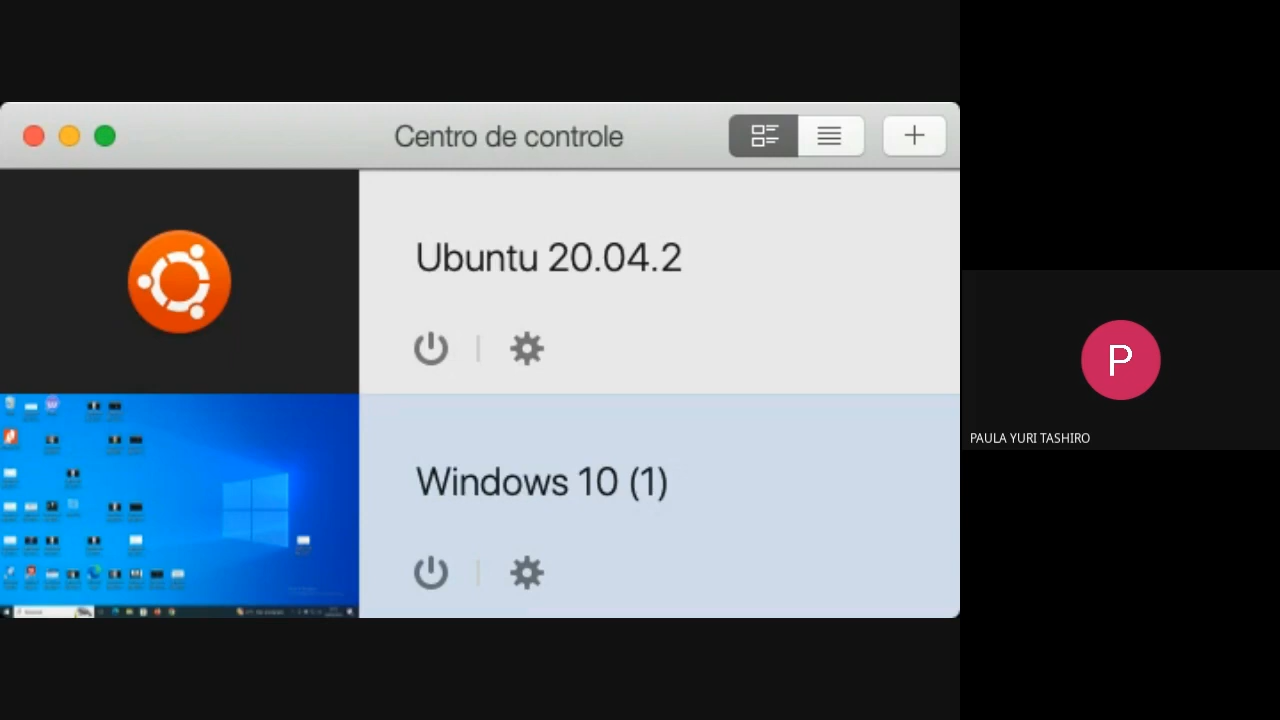 Centro de controle
Ubuntu 20.04.2
Windows 10 (1)
P
PAULA YURI TASHIRO